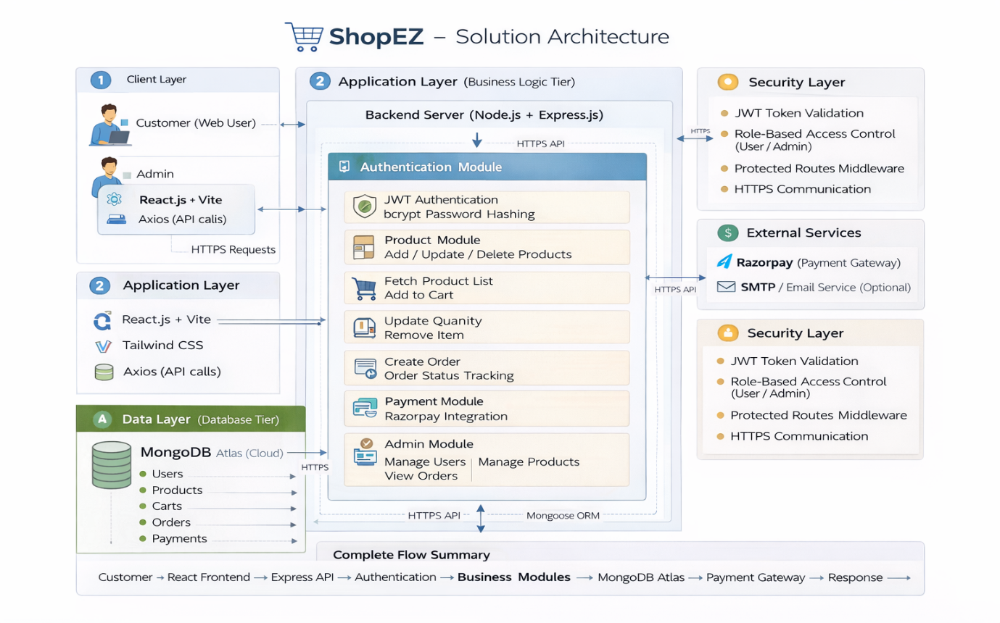 ShopEZ – Solution Architecture
1 Client Layer
Customer (Web User)
Admin
React.js + Vite
Axios (API calis)
HTTPS Requests
2 Application Layer
React.js + Vite
Tailwind CSS
Axios (API calls)
A Data Layer (Database Tier)
MongoDB Atlas (Cloud)
Users
Products
Carts
Orders
Payments
HTTPS
2 Application Layer (Business Logic Tier)
Backend Server (Node.js + Express.js)
HTTPS API
Authentication Module
JWT Authentication
bcrypt Password Hashing
Product Module
Add / Update / Delete Products
Fetch Product List
Add to Cart
Update Quanity
Remove Item
Create Order
Order Status Tracking
Payment Module
Razorpay Integration
Admin Module
Manage Users | Manage Products
View Orders
HTTPS API
Mongoose ORM
HTTPS
Security Layer
JWT Token Validation
Role-Based Access Control
(User / Admin)
Protected Routes Middleware
HTTPS Communication
HTTPS API
$ External Services
Razorpay (Payment Gateway)
SMTP / Email Service (Optional)
Security Layer
JWT Token Validation
Role-Based Access Control
(User / Admin)
Protected Routes Middleware
HTTPS Communication
Complete Flow Summary
Customer → React Frontend → Express API → Authentication → Business Modules → MongoDB Atlas → Payment Gateway → Response →